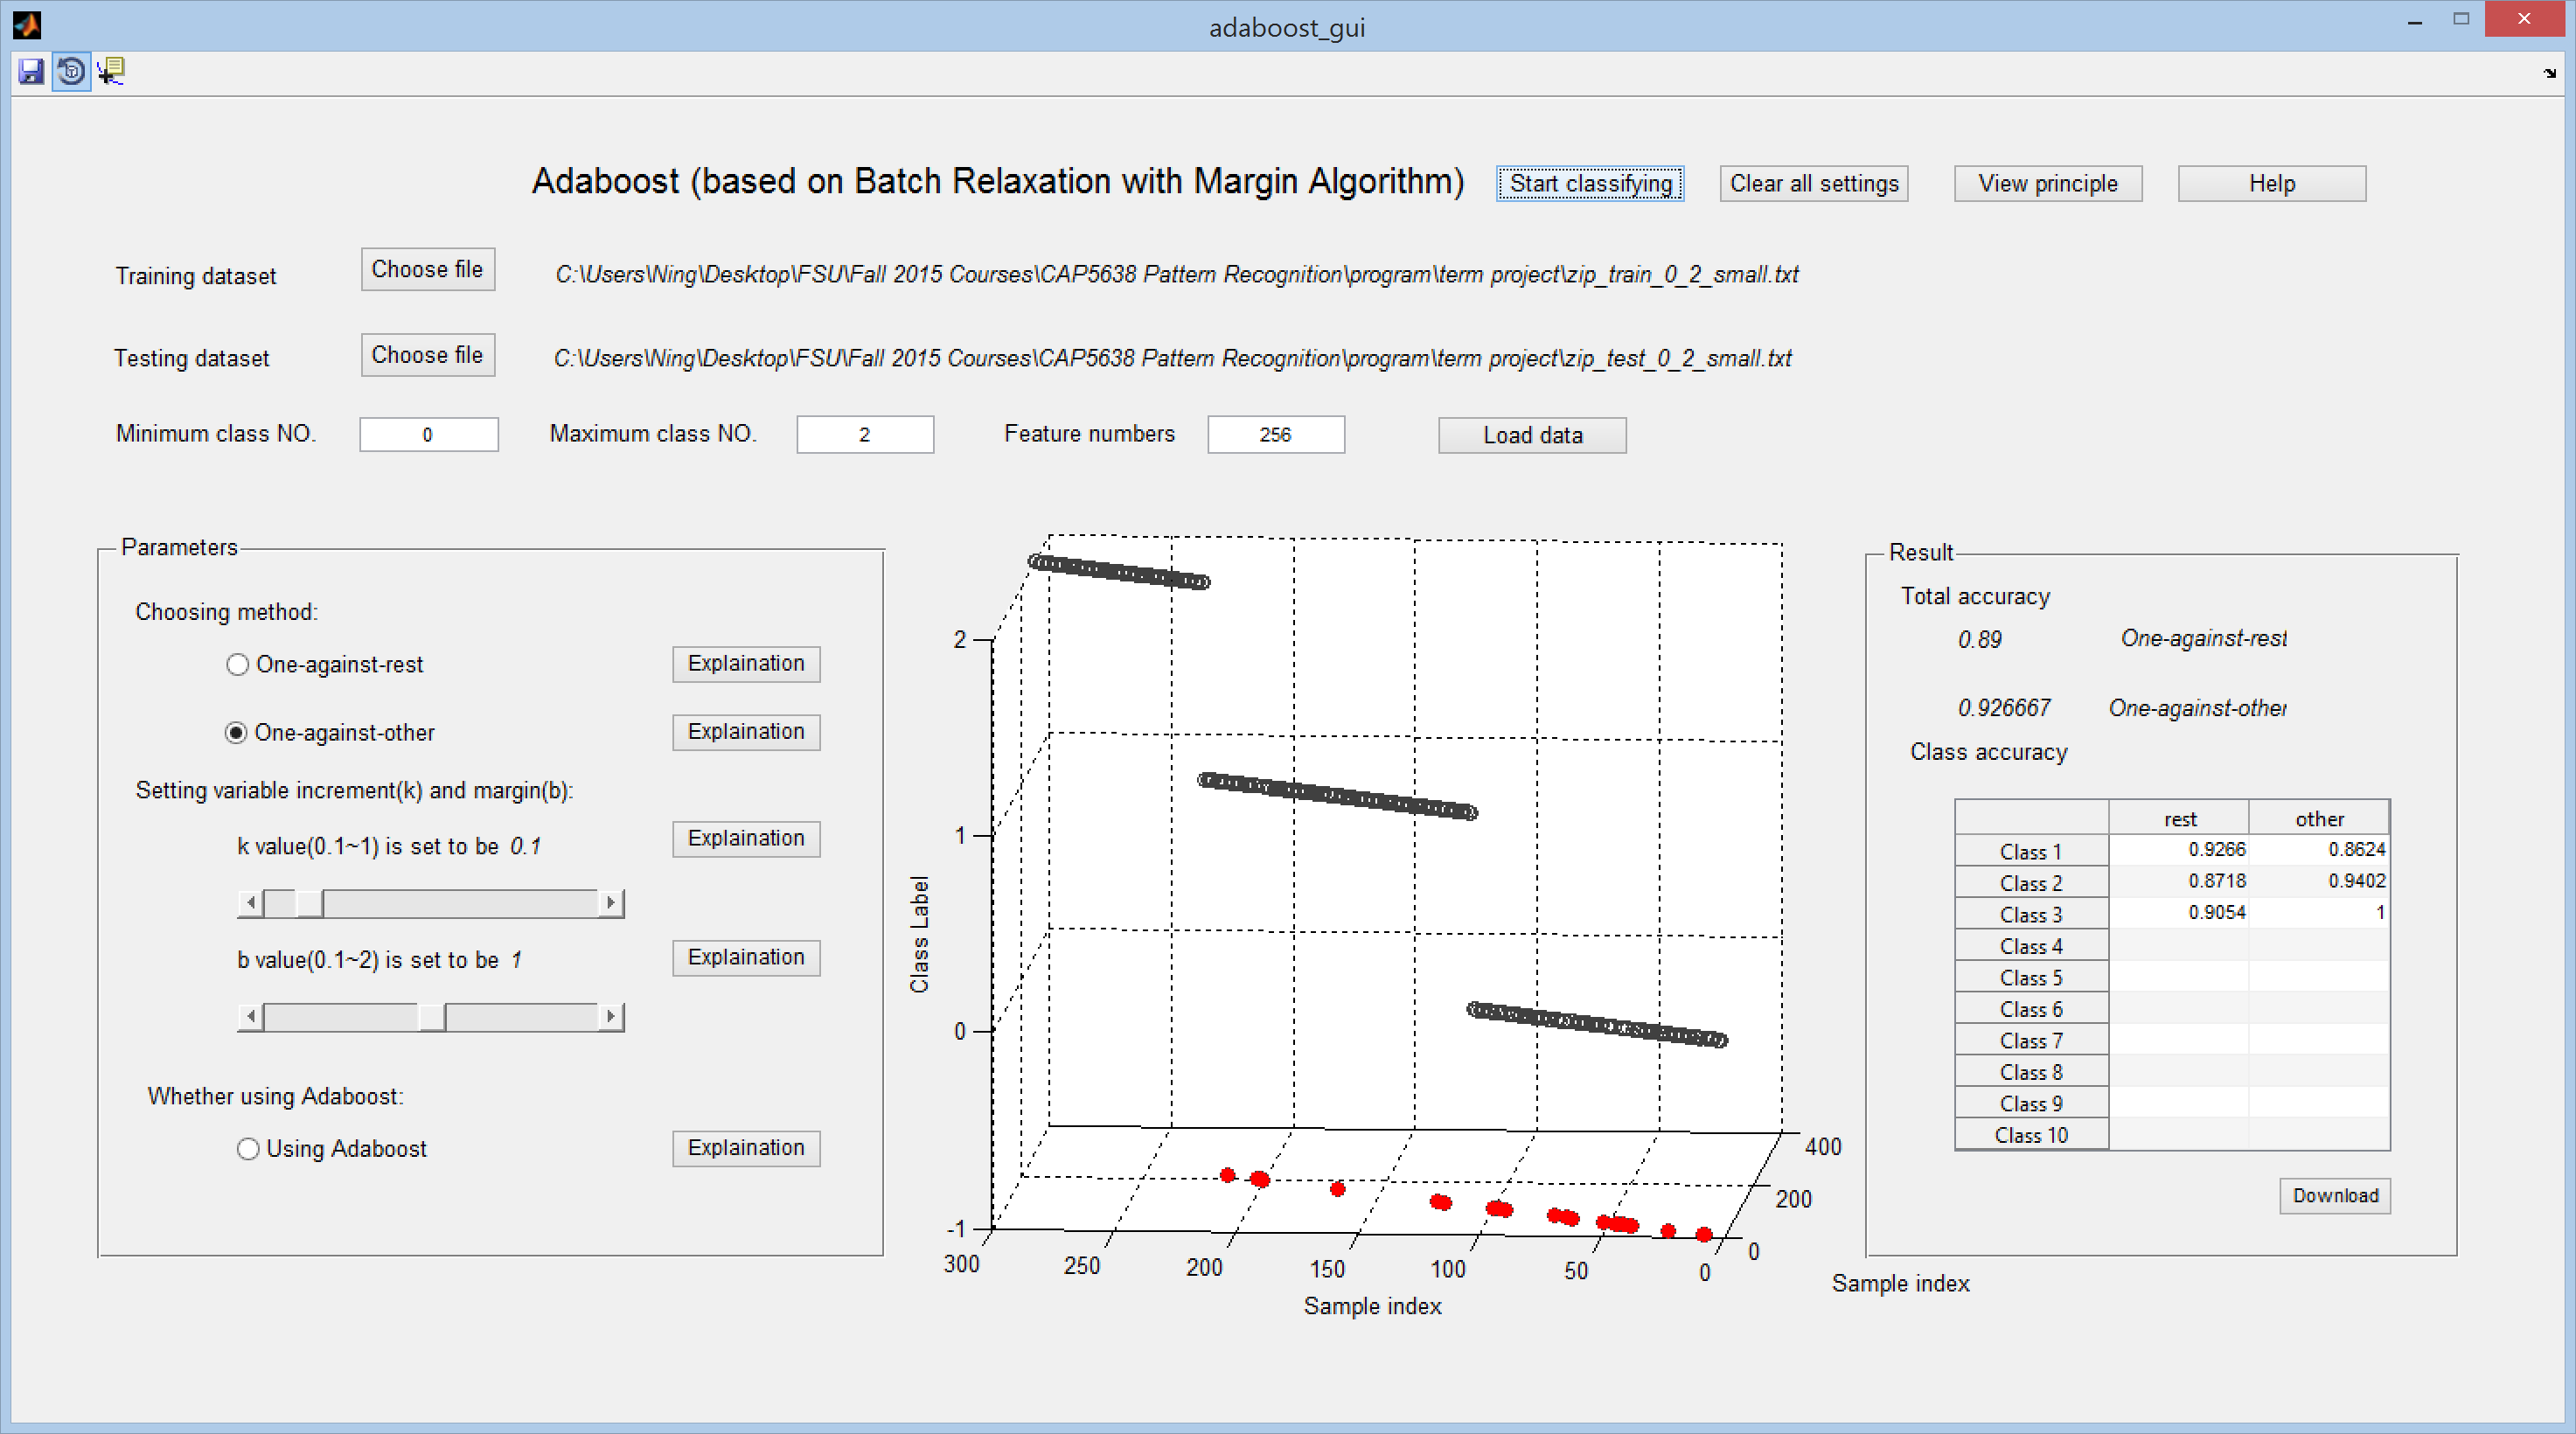 adaboost_gui
Adaboost (based on Batch Relaxation with Margin Algorithm)
Start classifying
Clear all settings
View principle
Help
Training dataset
Choose file
C:\Users\Ning\Desktop\FSU\Fall 2015 Courses\CAP5638 Pattern Recognition\program\term project\zip_train_0_2_small.txt
Testing dataset
Choose file
C:\Users\Ning\Desktop\FSU\Fall 2015 Courses\CAP5638 Pattern Recognition\program\term project\zip_test_0_2_small.txt
Minimum class NO.
0
Maximum class NO.
2
Feature numbers
256
Load data
Parameters
Choosing method:
One-against-rest
Explaination
One-against-other
Explaination
Setting variable increment(k) and margin(b):
k value(0.1~1) is set to be 0.1
Explaination
b value(0.1~2) is set to be 1
Explaination
Whether using Adaboost:
Using Adaboost
Explaination
Class Label
2
1
0
-1
300
250
200
150
100
50
0
Sample index
400
200
0
Sample index
Result
Total accuracy
0.89 One-against-rest
0.926667 One-against-other
Class accuracy
rest other
Class 1 0.9266 0.8624
Class 2 0.8718 0.9402
Class 3 0.9054 1
Class 4
Class 5
Class 6
Class 7
Class 8
Class 9
Class 10
Download